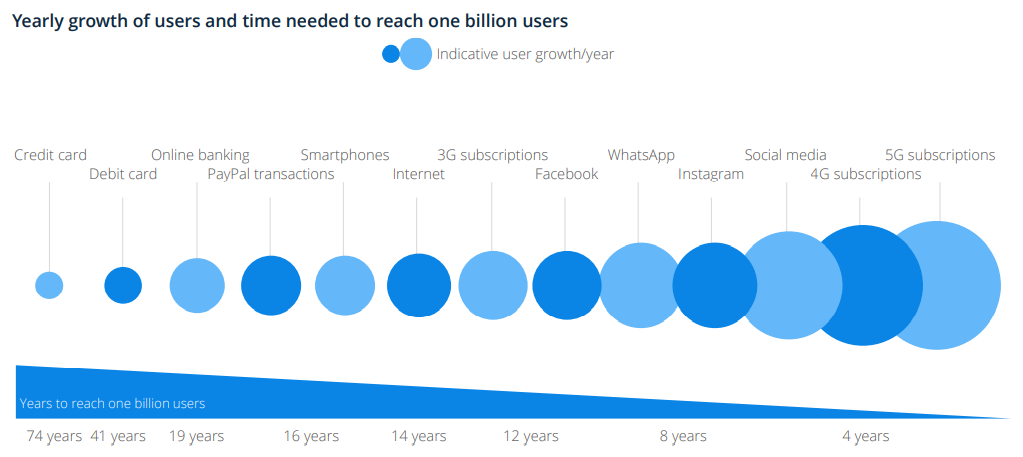 Yearly growth of users and time needed to reach one billion users
Indicative user growth/year
Credit card Online banking Smartphones 3G subscriptions WhatsApp Social media 5G subscriptions
Debit card PayPal transactions Internet Facebook Instagram 4G subscriptions
Years to reach one billion users
74 years 41 years 19 years 16 years 14 years 12 years 8 years 4 years